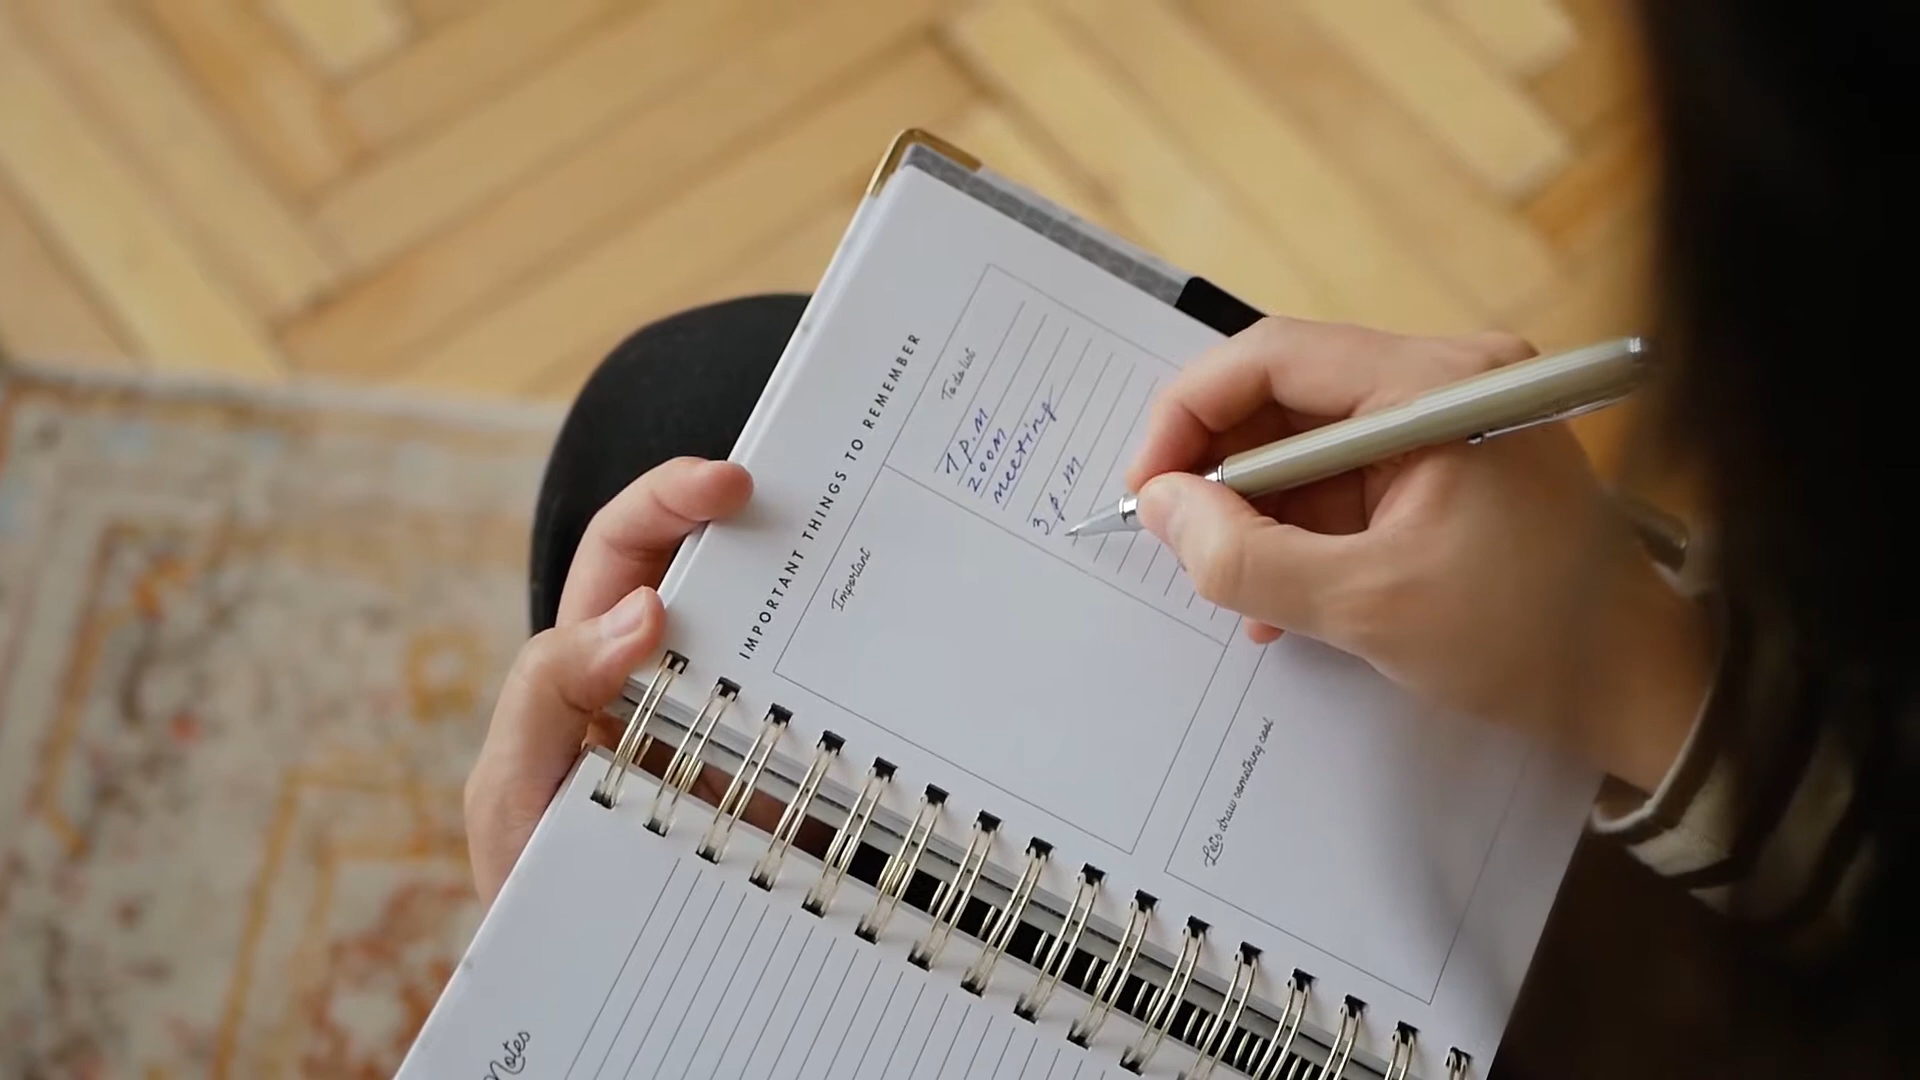 IMPORTANT THINGS TO REMEMBER
To do list
1 p.m
zoom
meeting
3 p.m
Important
Let's draw something cool
Notes